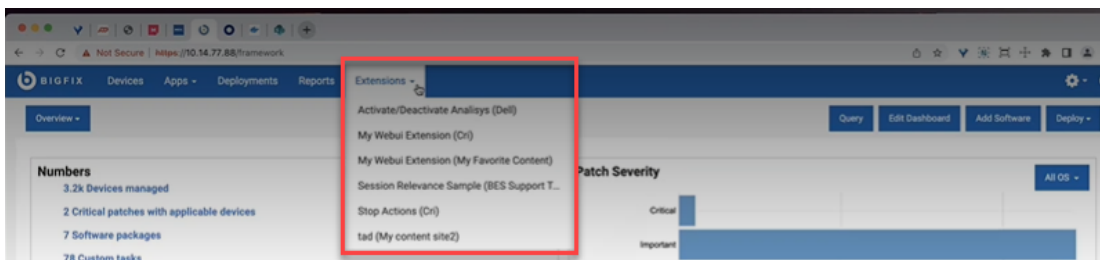 Not Secure | https://10.14.77.88/framework
BIGFIX Devices Apps Deployments Reports Extensions
Overview
Query Edit Dashboard Add Software Deploy
Activate/Deactivate Analisys (Dell)
My Webui Extension (Cri)
My Webui Extension (My Favorite Content)
Session Relevance Sample (BES Support T...
Stop Actions (Cri)
tad (My content site2)
Numbers
3.2k Devices managed
2 Critical patches with applicable devices
7 Software packages
78 Custom tasks
Patch Severity
All OS
Critical
Important